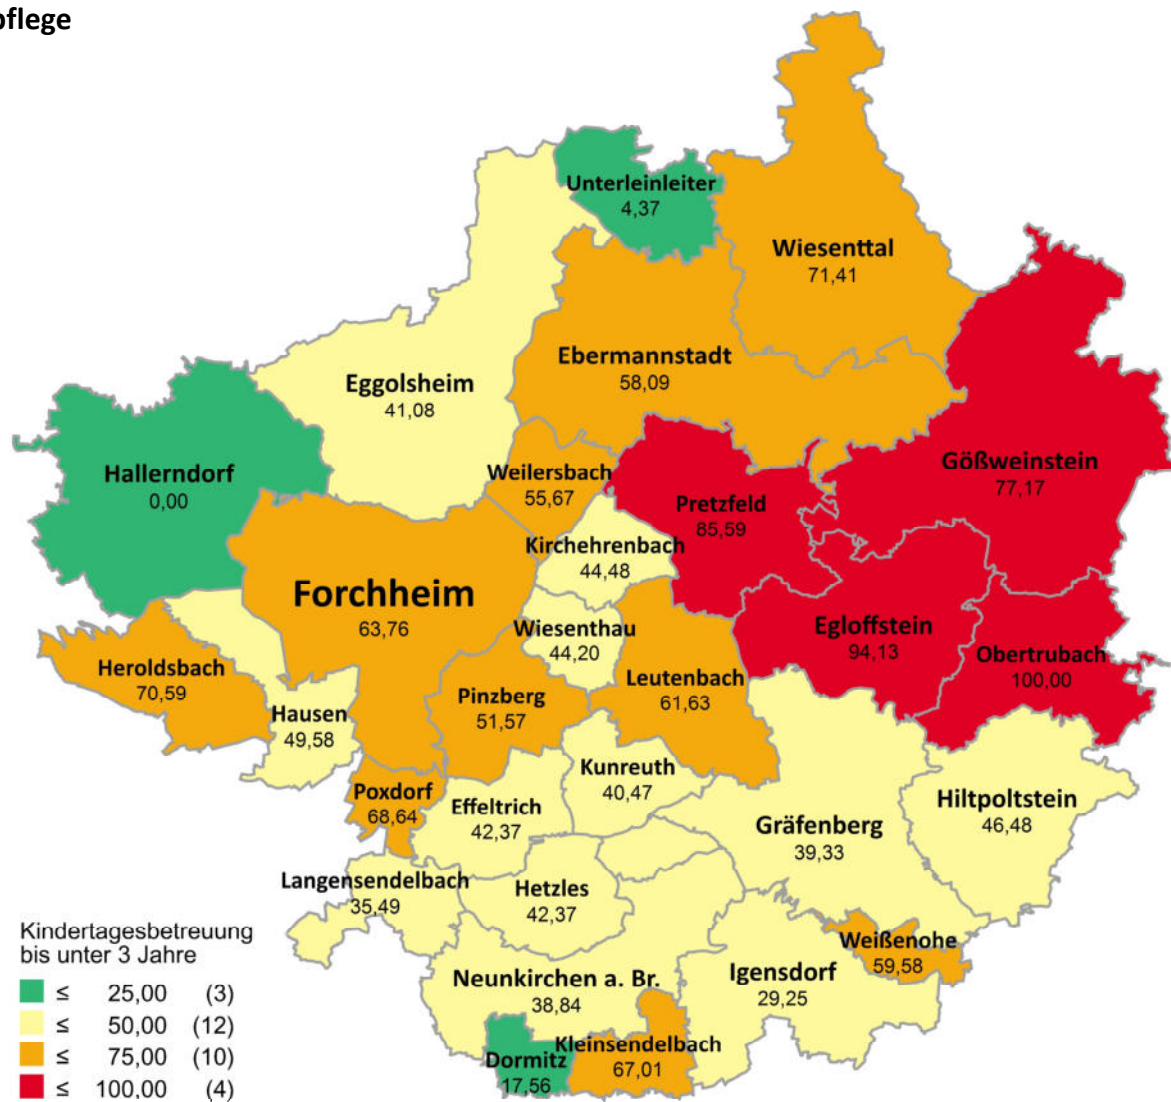 pflege
Unterleinleiter
4,37
Wiesenttal
71,41
Ebermannstadt
58,09
Eggolsheim
41,08
Gößweinstein
77,17
Hallerndorf
0,00
Weilersbach
55,67
Pretzfeld
85,59
Kirchehrenbach
44,48
Forchheim
63,76
Wiesenthau
44,20
Egloffstein
94,13
Obertrubach
100,00
Heroldsbach
70,59
Leutenbach
61,63
Pinzberg
51,57
Hausen
49,58
Kunreuth
40,47
Poxdorf
68,64
Effeltrich
42,37
Hiltpoltstein
46,48
Gräfenberg
39,33
Langensendelbach
35,49
Hetzles
42,37
Weißenohe
59,58
Igensdorf
29,25
Neunkirchen a. Br.
38,84
Kleinsendelbach
67,01
Dormitz
17,56
Kindertagesbetreuung
bis unter 3 Jahre
≤ 25,00 (3)
≤ 50,00 (12)
≤ 75,00 (10)
≤ 100,00 (4)